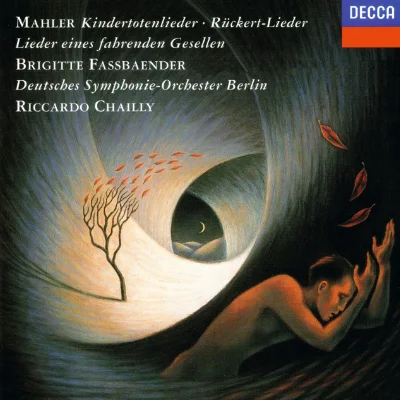 MAHLER Kindertotenlieder · Rückert-Lieder
Lieder eines fahrenden Gesellen
BRIGITTE FASSBAENDER
Deutsches Symphonie-Orchester Berlin
RICCARDO CHAILLY
DECCA